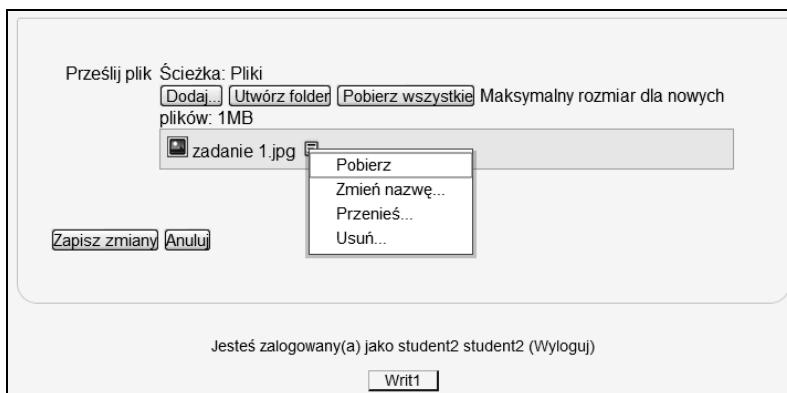 Prześlij plik Ścieżka: Pliki
Dodaj... Utwórz folder Pobierz wszystkie Maksymalny rozmiar dla nowych
plików: 1MB
zadanie 1.jpg
Pobierz
Zmień nazwę...
Przenieś...
Usuń...
Zapisz zmiany Anuluj
Jesteś zalogowany(a) jako student2 student2 (Wyloguj)
Writ1